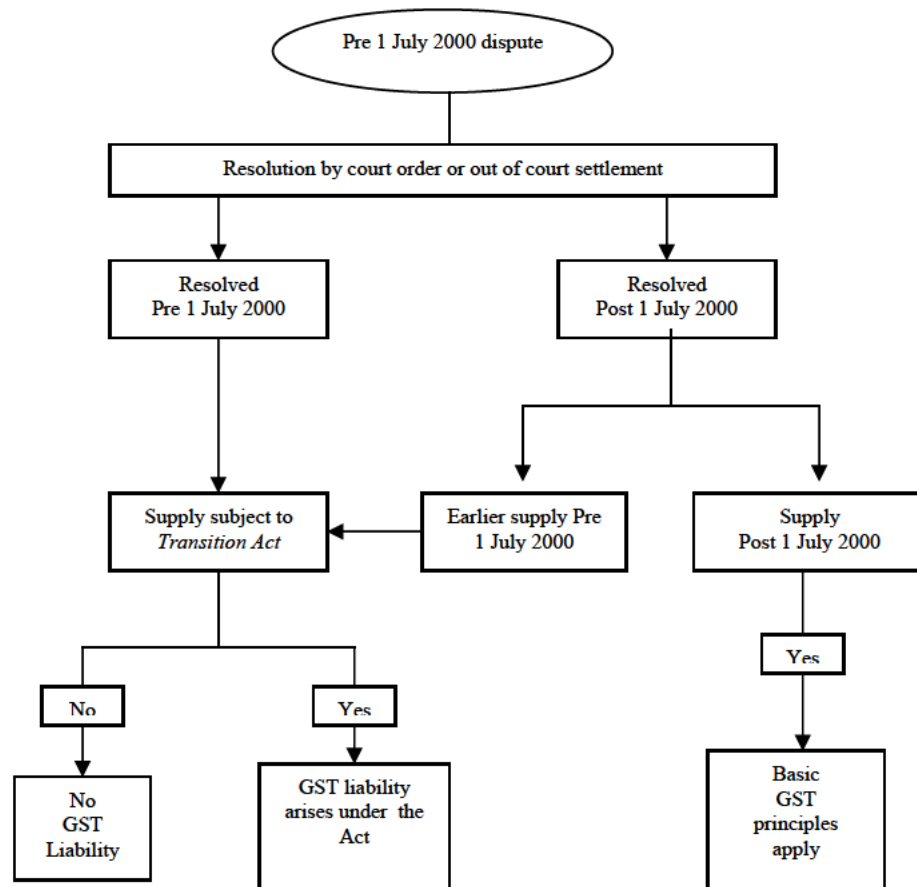 Pre 1 July 2000 dispute
Resolution by court order or out of court settlement
Resolved
Pre 1 July 2000
Resolved
Post 1 July 2000
Supply subject to
Transition Act
Earlier supply Pre
1 July 2000
Supply
Post 1 July 2000
Yes
No
Yes
No
GST
Liability
GST liability
arises under the
Act
Basic
GST
principles
apply